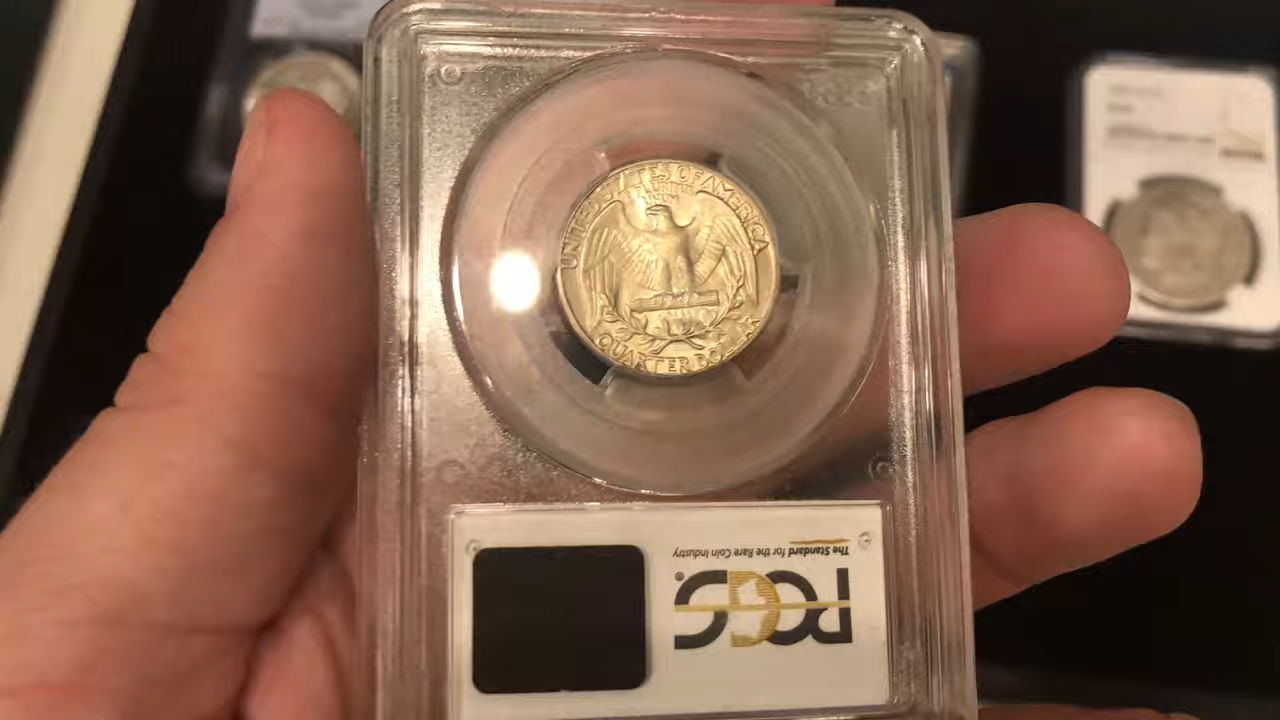 UNITED STATES OF AMERICA
E PLURIBUS
UNUM
QUARTER DOLLAR
The Standard for the Rare Coin Industry
PCGS